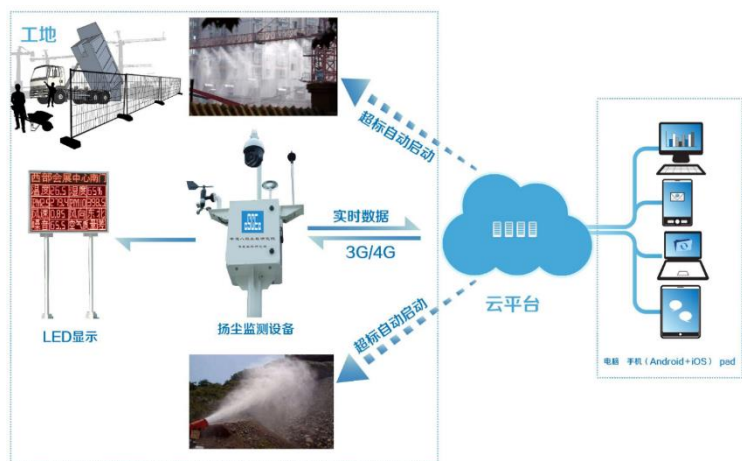 工地
超标自动启动
西部会展中心南门
实时数据
3G/4G
LED显示
扬尘监测设备
超标自动启动
云平台
电脑 手机（Android+iOS） pad